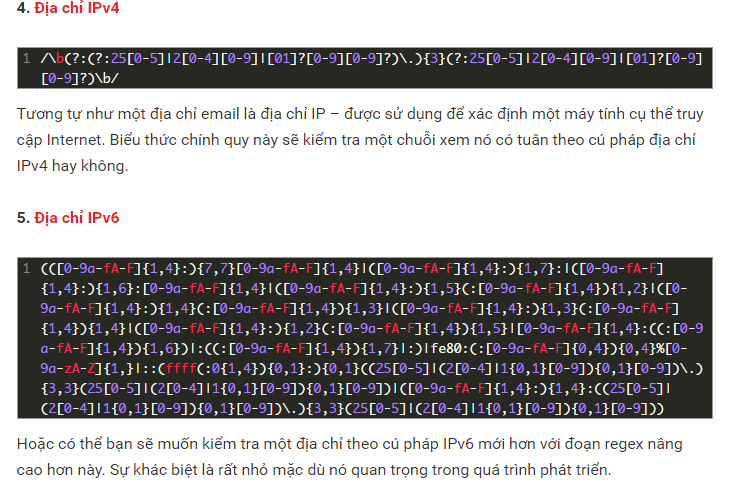 4. Địa chỉ IPv4
1 /\b(?:(?:25[0-5]|2[0-4][0-9]|[01]?[0-9][0-9]?)\.){3}(?:25[0-5]|2[0-4][0-9]|[01]?[0-9]
[0-9]?)\b/
Tương tự như một địa chỉ email là địa chỉ IP – được sử dụng để xác định một máy tính cụ thể truy
cập Internet. Biểu thức chính quy này sẽ kiểm tra một chuỗi xem nó có tuân theo cú pháp địa chỉ
IPv4 hay không.
5. Địa chỉ IPv6
1 (([0-9a-fA-F]{1,4}:){7,7}[0-9a-fA-F]{1,4}|([0-9a-fA-F]{1,4}:){1,7}:|([0-9a-fA-F]
{1,4}:){1,6}:[0-9a-fA-F]{1,4}|([0-9a-fA-F]{1,4}:){1,5}(:[0-9a-fA-F]{1,4}){1,2}|([0-
9a-fA-F]{1,4}:){1,4}(:[0-9a-fA-F]{1,4}){1,3}|([0-9a-fA-F]{1,4}:){1,3}(:[0-9a-fA-F]
{1,4}){1,4}|([0-9a-fA-F]{1,4}:){1,2}(:[0-9a-fA-F]{1,4}){1,5}|[0-9a-fA-F]{1,4}:((:[0-9
a-fA-F]{1,4}){1,6})|:((:[0-9a-fA-F]{1,4}){1,7}|:)|fe80:(:[0-9a-fA-F]{0,4}){0,4}%[0-
9a-zA-Z]{1,}|::(ffff(:0{1,4}){0,1}:){0,1}((25[0-5]|(2[0-4]|1{0,1}[0-9]){0,1}[0-9])\.)
{3,3}(25[0-5]|(2[0-4]|1{0,1}[0-9]){0,1}[0-9])|([0-9a-fA-F]{1,4}:){1,4}:((25[0-5]|
(2[0-4]|1{0,1}[0-9]){0,1}[0-9])\.){3,3}(25[0-5]|(2[0-4]|1{0,1}[0-9]){0,1}[0-9]))
Hoặc có thể bạn sẽ muốn kiểm tra một địa chỉ theo cú pháp IPv6 mới hơn với đoạn regex nâng
cao hơn này. Sự khác biệt là rất nhỏ mặc dù nó quan trọng trong quá trình phát triển.